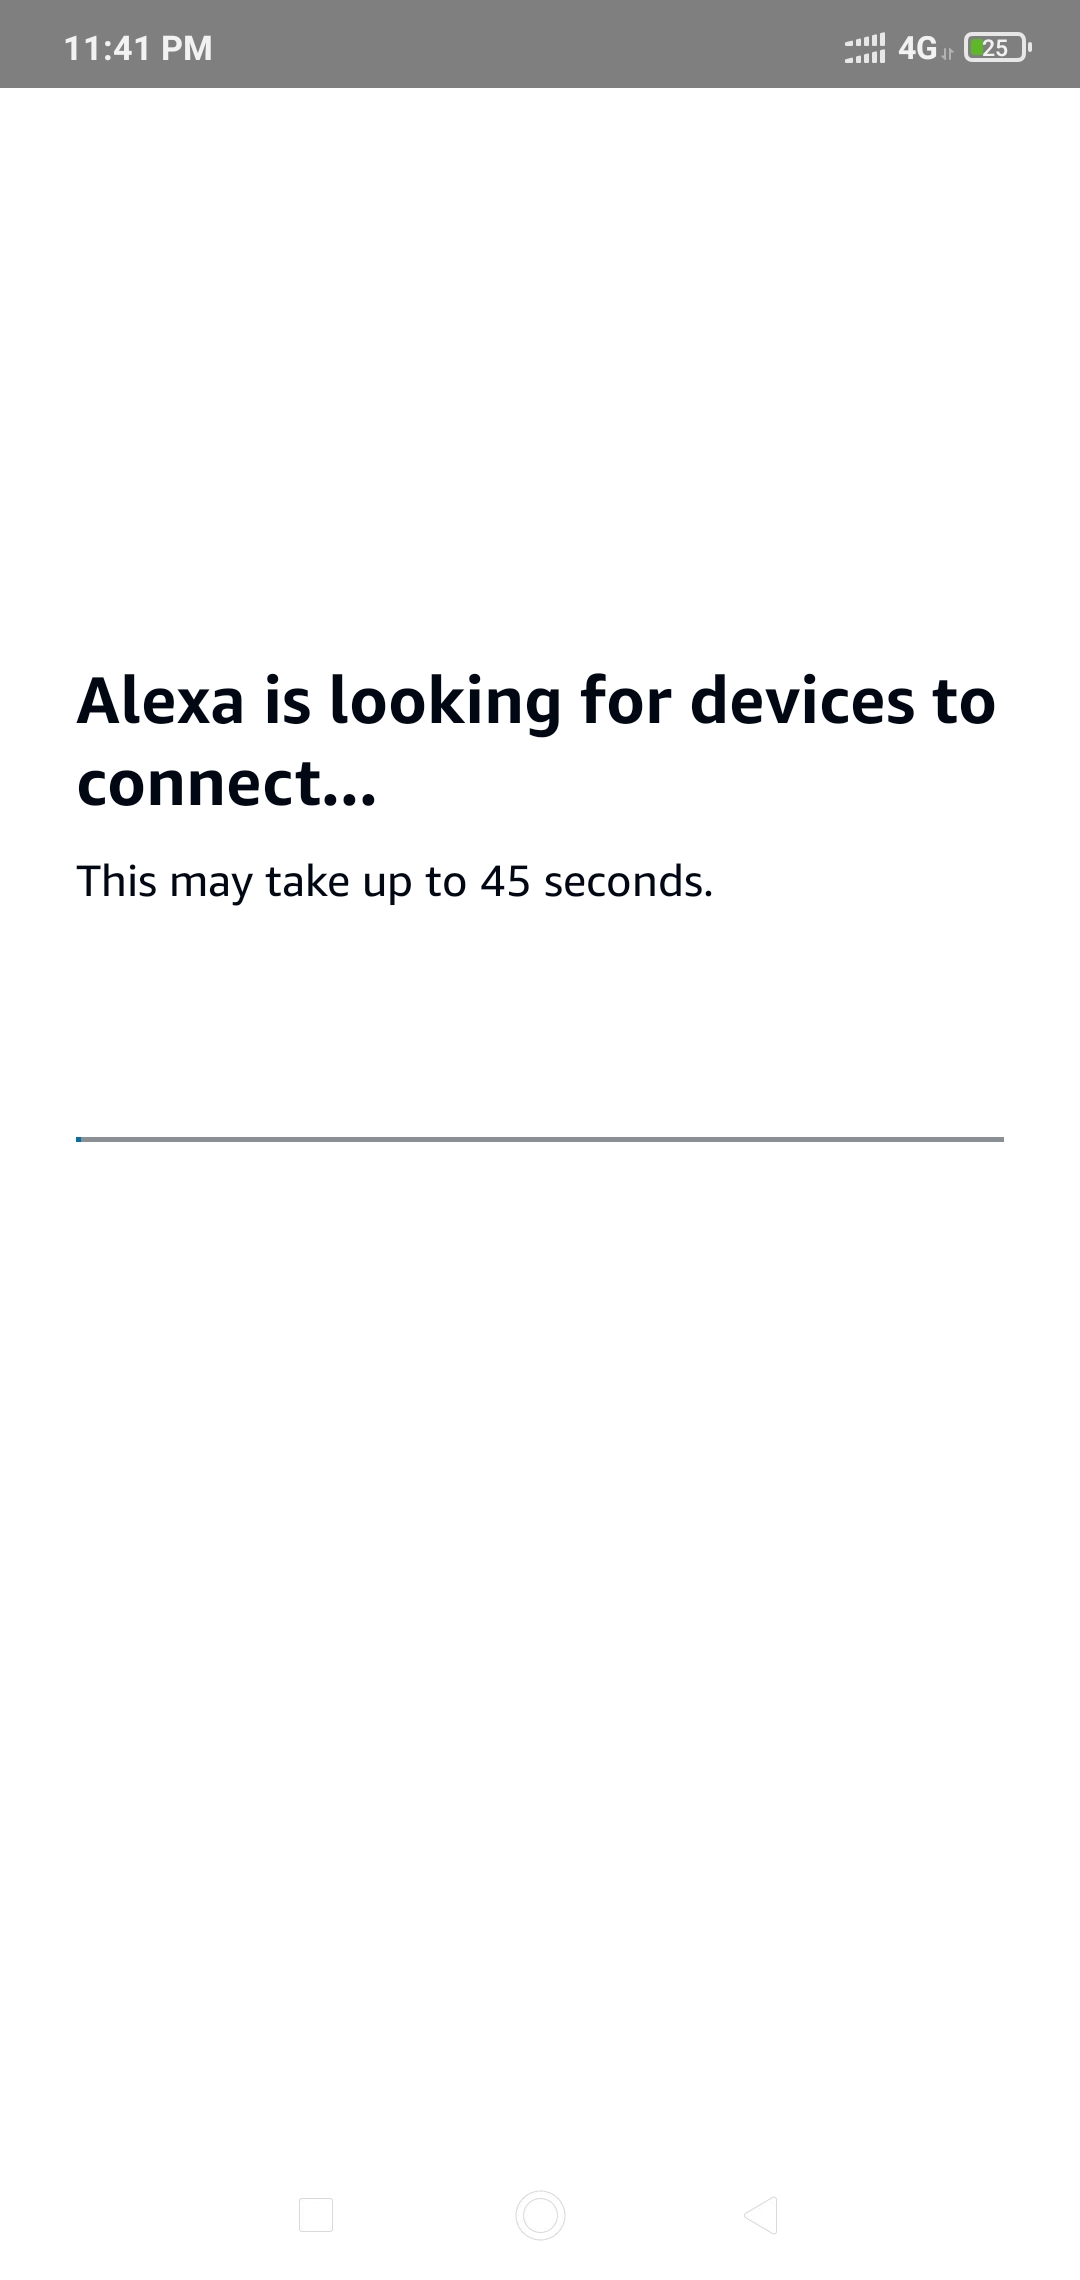 11:41 PM 4G 25
Alexa is looking for devices to
connect...
This may take up to 45 seconds.